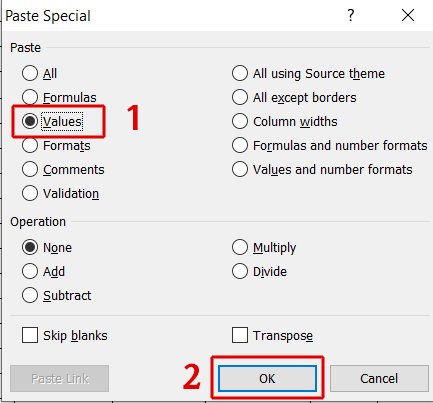 Paste Special ? ×
Paste
All All using Source theme
Formulas All except borders
Values 1 Column widths
Formats Formulas and number formats
Comments Values and number formats
Validation
Operation
None Multiply
Add Divide
Subtract
Skip blanks Transpose
Paste Link 2 OK Cancel